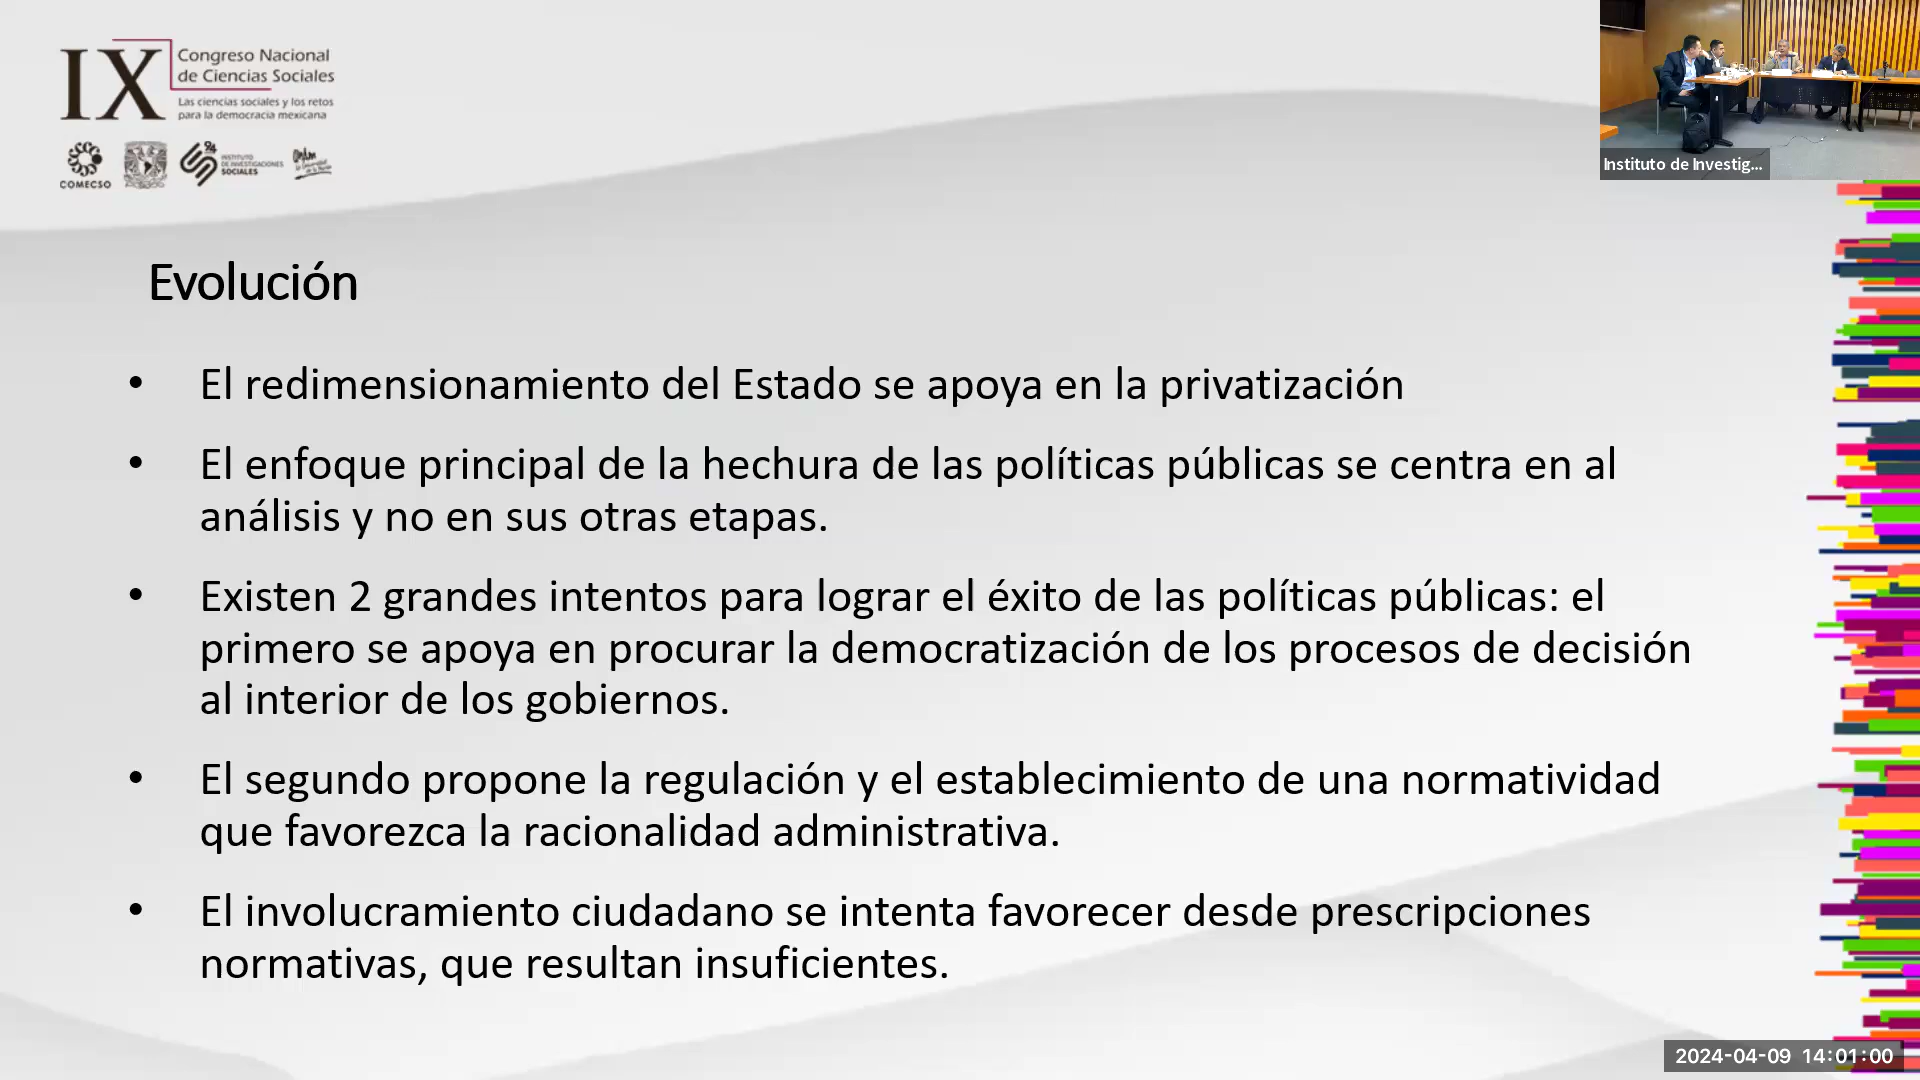 IX
Congreso Nacional
de Ciencias Sociales
Las ciencias sociales y los retos
para la democracia mexicana
COMECSO
INSTITUTO
DE INVESTIGACIONES
SOCIALES
Instituto de Investig...
Evolución
• El redimensionamiento del Estado se apoya en la privatización
• El enfoque principal de la hechura de las políticas públicas se centra en al
análisis y no en sus otras etapas.
• Existen 2 grandes intentos para lograr el éxito de las políticas públicas: el
primero se apoya en procurar la democratización de los procesos de decisión
al interior de los gobiernos.
• El segundo propone la regulación y el establecimiento de una normatividad
que favorezca la racionalidad administrativa.
• El involucramiento ciudadano se intenta favorecer desde prescripciones
normativas, que resultan insuficientes.
2024-04-09 14:01:00